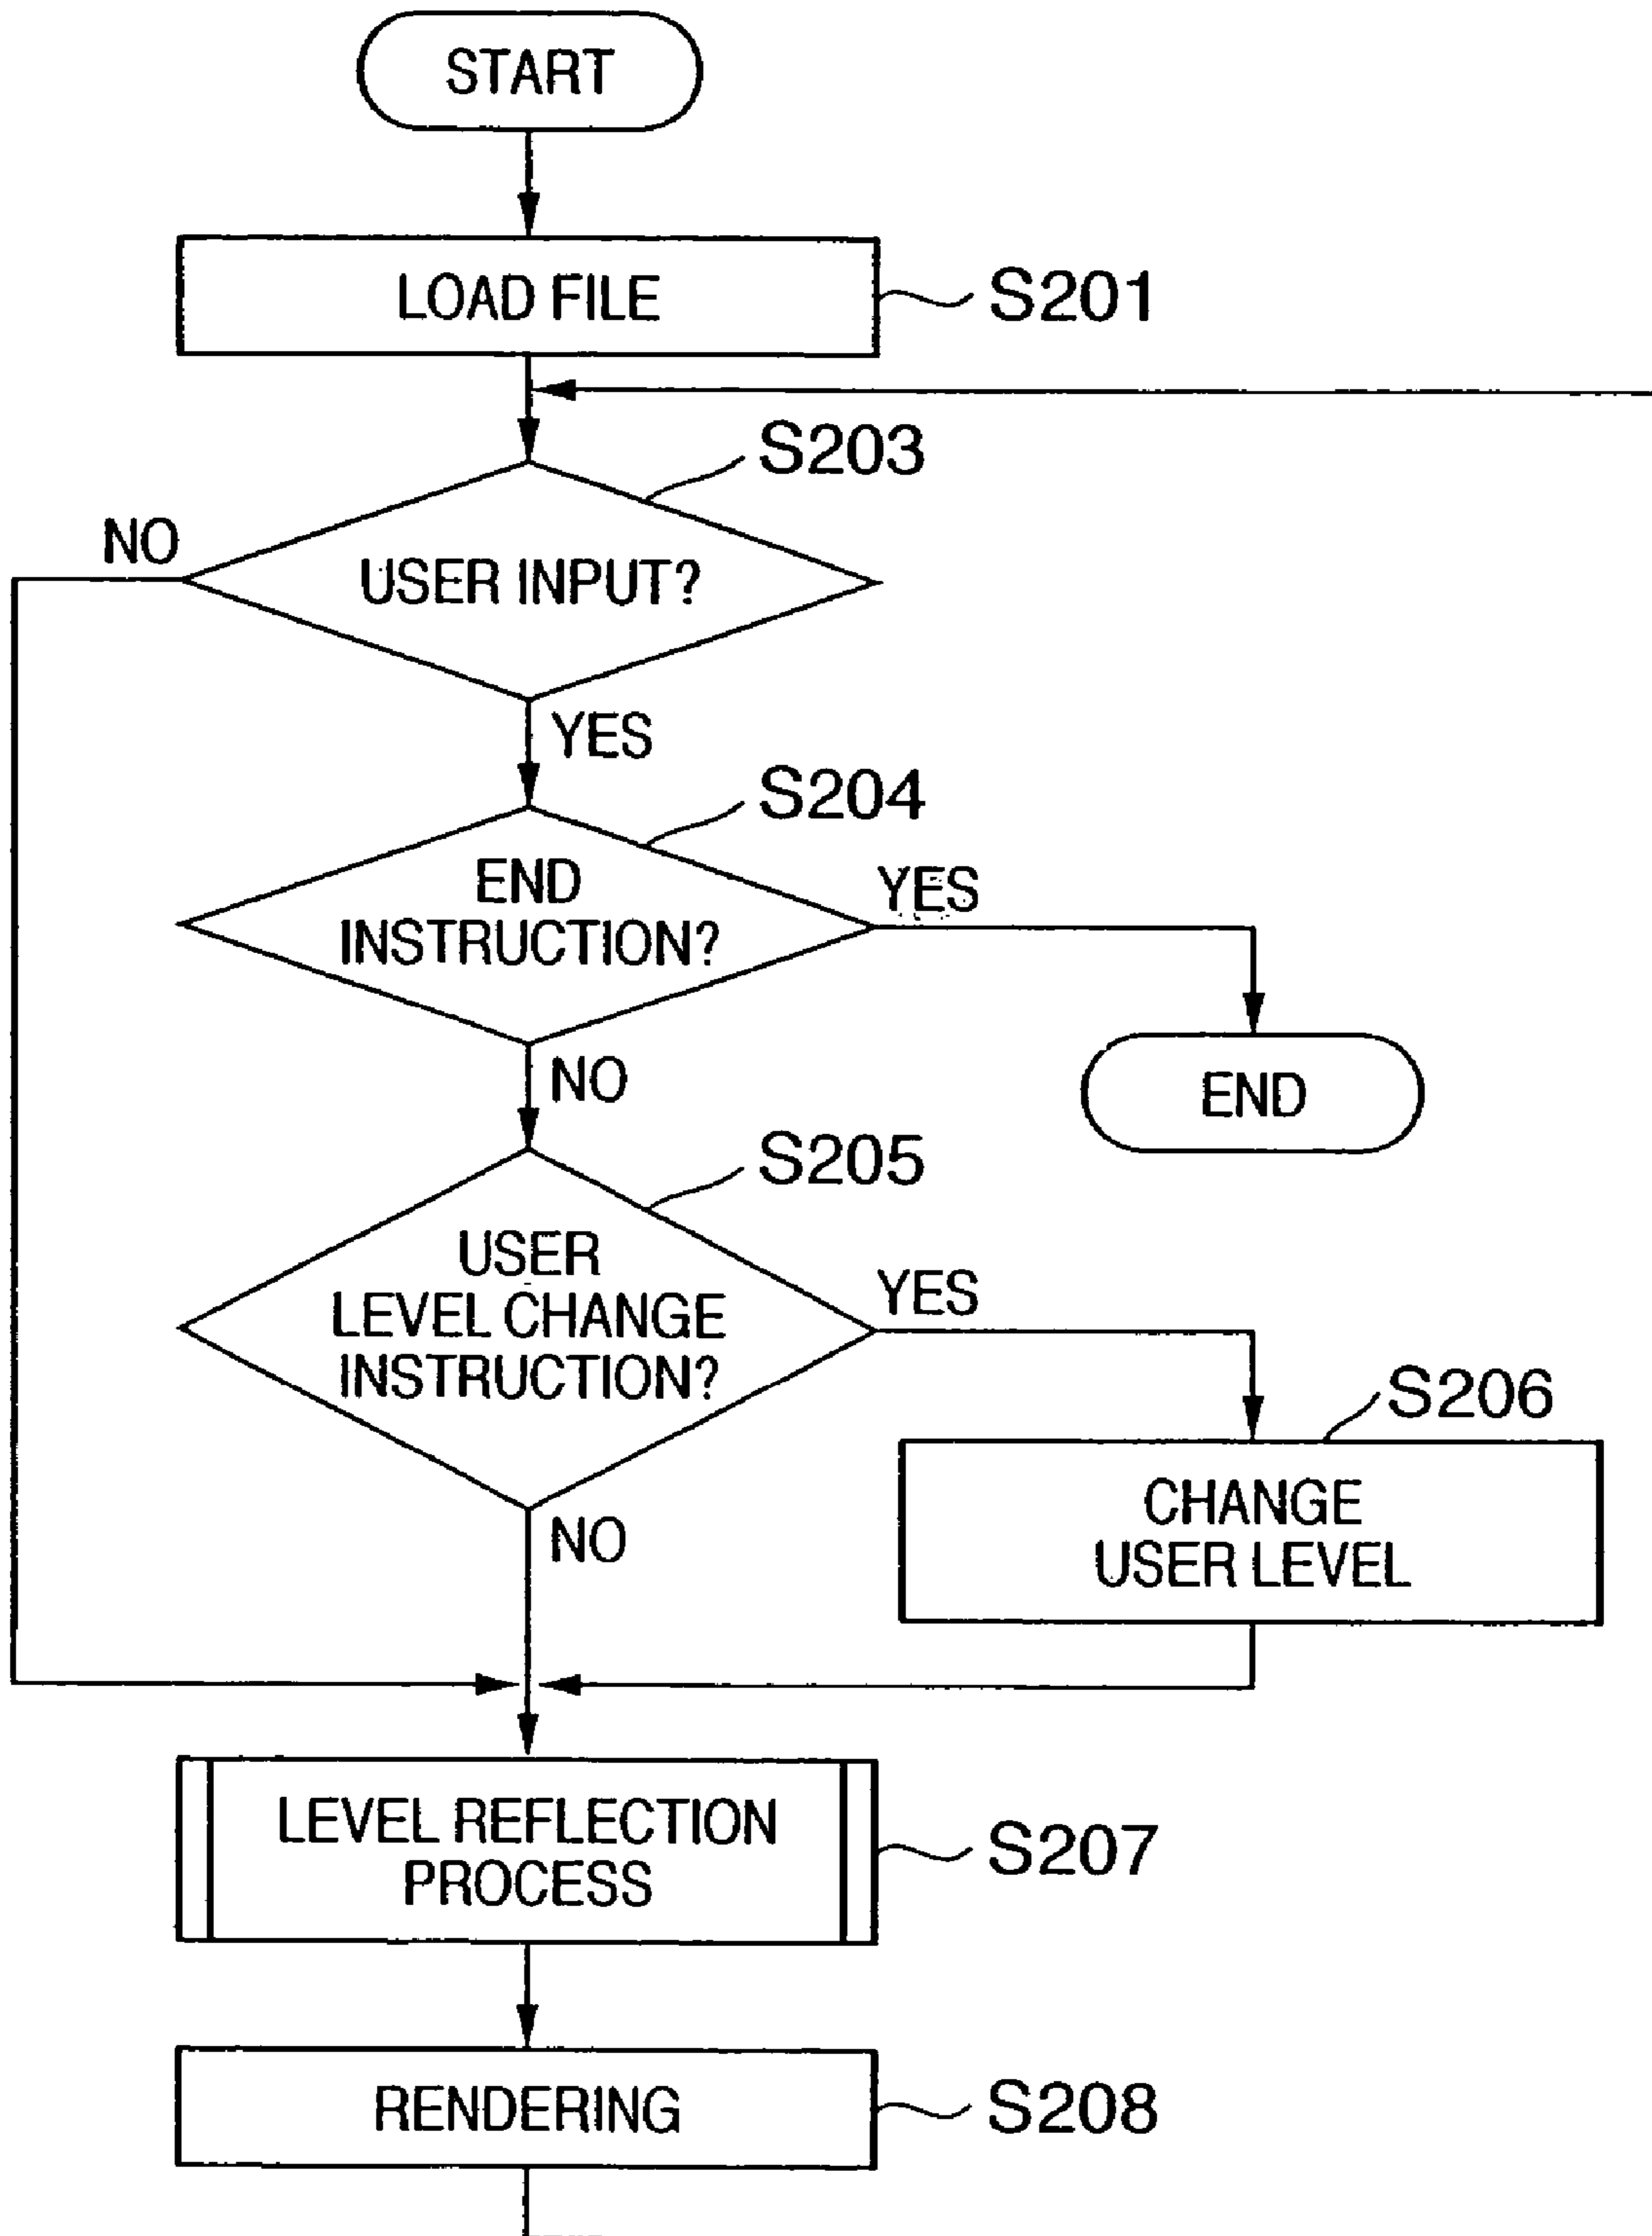 START
LOAD FILE
S201
S203
NO
USER INPUT?
YES
S204
END
INSTRUCTION?
YES
NO
END
S205
USER
LEVEL CHANGE
INSTRUCTION?
YES
S206
CHANGE
USER LEVEL
NO
LEVEL REFLECTION
PROCESS
S207
RENDERING
S208